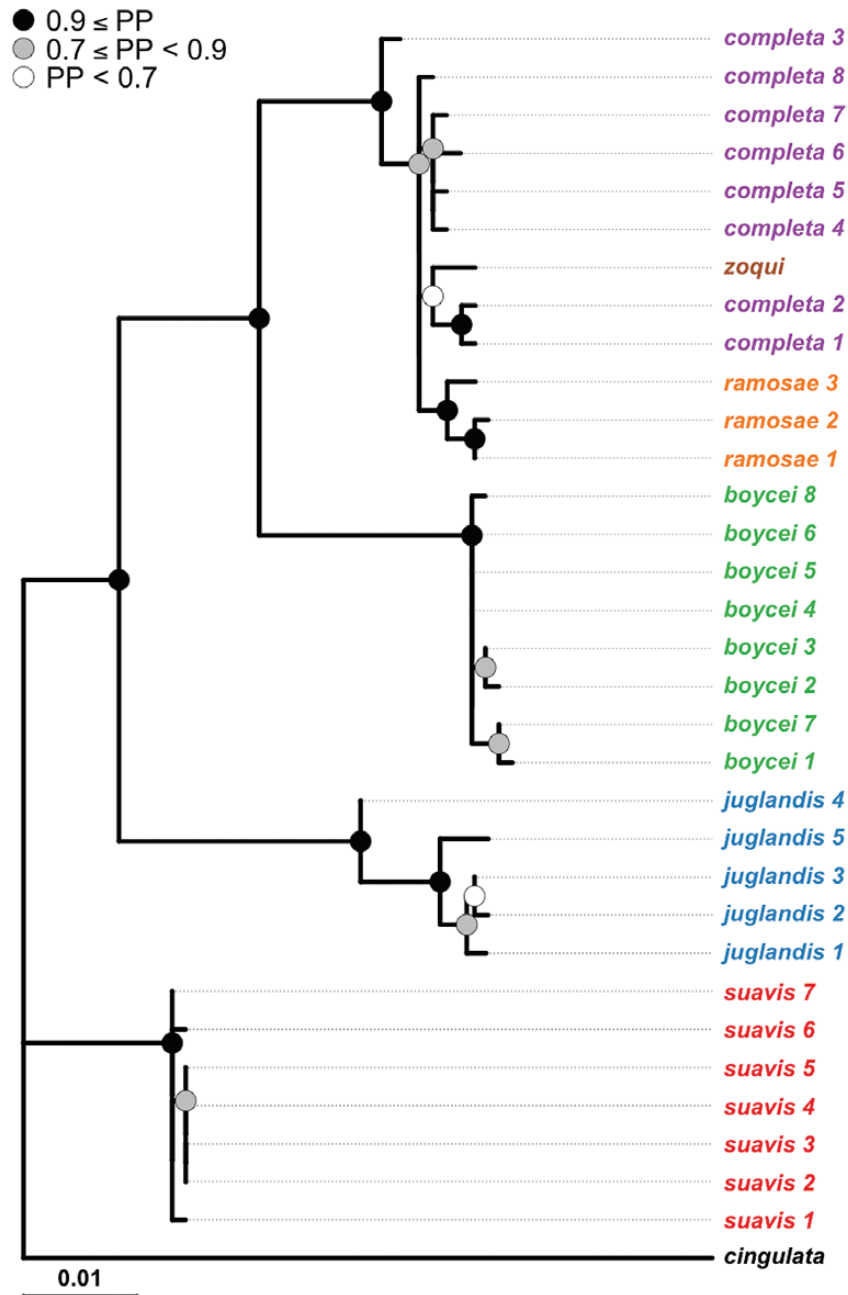 0.9 ≤ PP
0.7 ≤ PP < 0.9
PP < 0.7
completa 3
completa 8
completa 7
completa 6
completa 5
completa 4
zoqui
completa 2
completa 1
ramosae 3
ramosae 2
ramosae 1
boycei 8
boycei 6
boycei 5
boycei 4
boycei 3
boycei 2
boycei 7
boycei 1
juglandis 4
juglandis 5
juglandis 3
juglandis 2
juglandis 1
suavis 7
suavis 6
suavis 5
suavis 4
suavis 3
suavis 2
suavis 1
cingulata
0.01